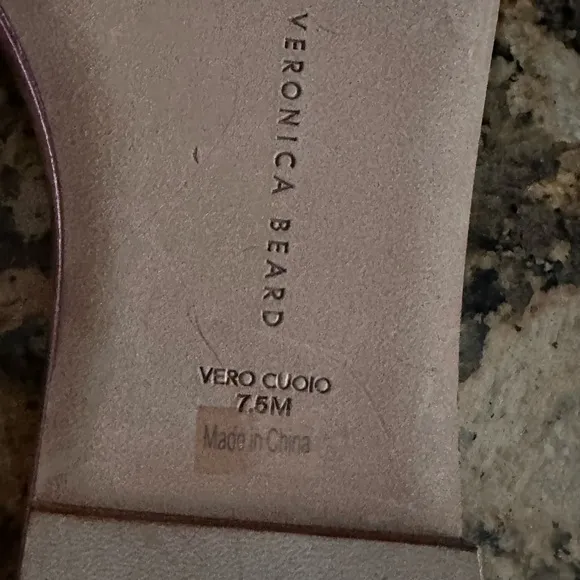 VERONICA BEARD
VERO CUOIO
7.5M
Made in China